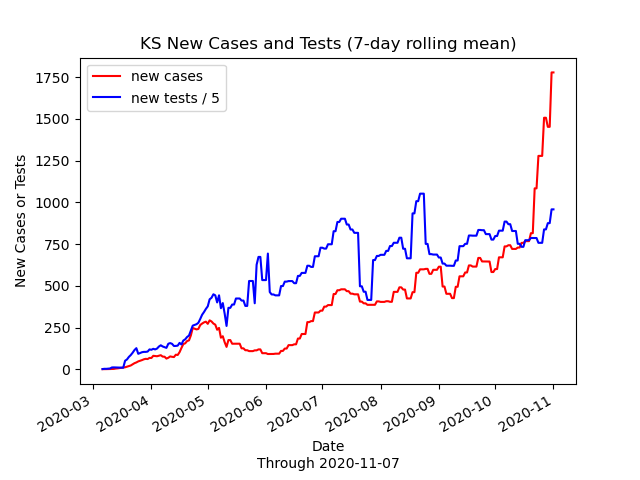 KS New Cases and Tests (7-day rolling mean)
new cases
new tests / 5
New Cases or Tests
1750
1500
1250
1000
750
500
250
0
2020-03
2020-04
2020-05
2020-06
2020-07
2020-08
2020-09
2020-10
2020-11
Date
Through 2020-11-07